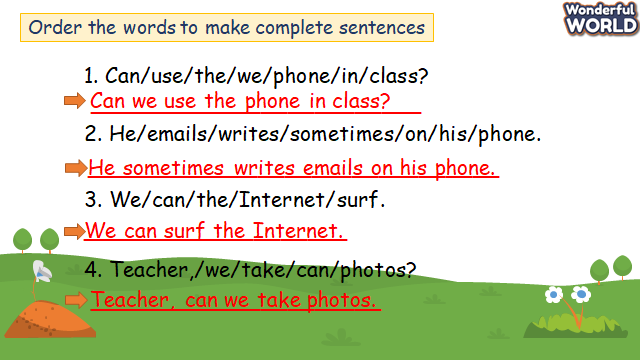 Order the words to make complete sentences
Wonderful
WORLD
1. Can/use/the/we/phone/in/class?
Can we use the phone in class?
2. He/emails/writes/sometimes/on/his/phone.
He sometimes writes emails on his phone.
3. We/can/the/Internet/surf.
We can surf the Internet.
4. Teacher,/we/take/can/photos?
Teacher, can we take photos.